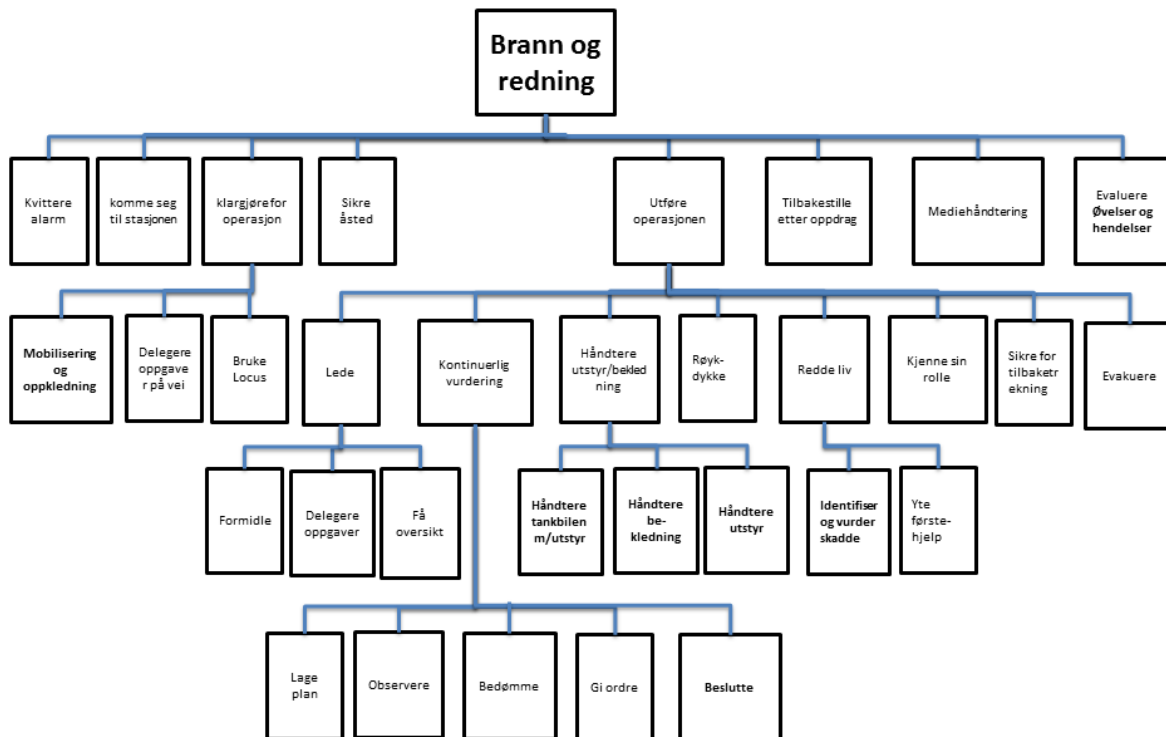 Brann og
redning
Kvittere
alarm
komme seg
til stasjonen
klargjøre for
operasjon
Sikre
åsted
Utføre
operasjonen
Tilbakestille
etter oppdrag
Mediehåndtering
Evaluere
Øvelser og
hendelser
Mobilisering
og
oppkledning
Delegere
oppgave
r på vei
Bruke
Locus
Lede
Kontinuerlig
vurdering
Håndtere
utstyr/bekled
ning
Røyk-
dykke
Redde liv
Kjenne sin
rolle
Sikre for
tilbaketr
ekning
Evakuere
Formidle
Delegere
oppgaver
Få
oversikt
Håndtere
tankbilen
m/utstyr
Håndtere
be-
kledning
Håndtere
utstyr
Identifiser
og vurder
skadde
Yte
første-
hjelp
Lage
plan
Observere
Bedømme
Gi ordre
Beslutte